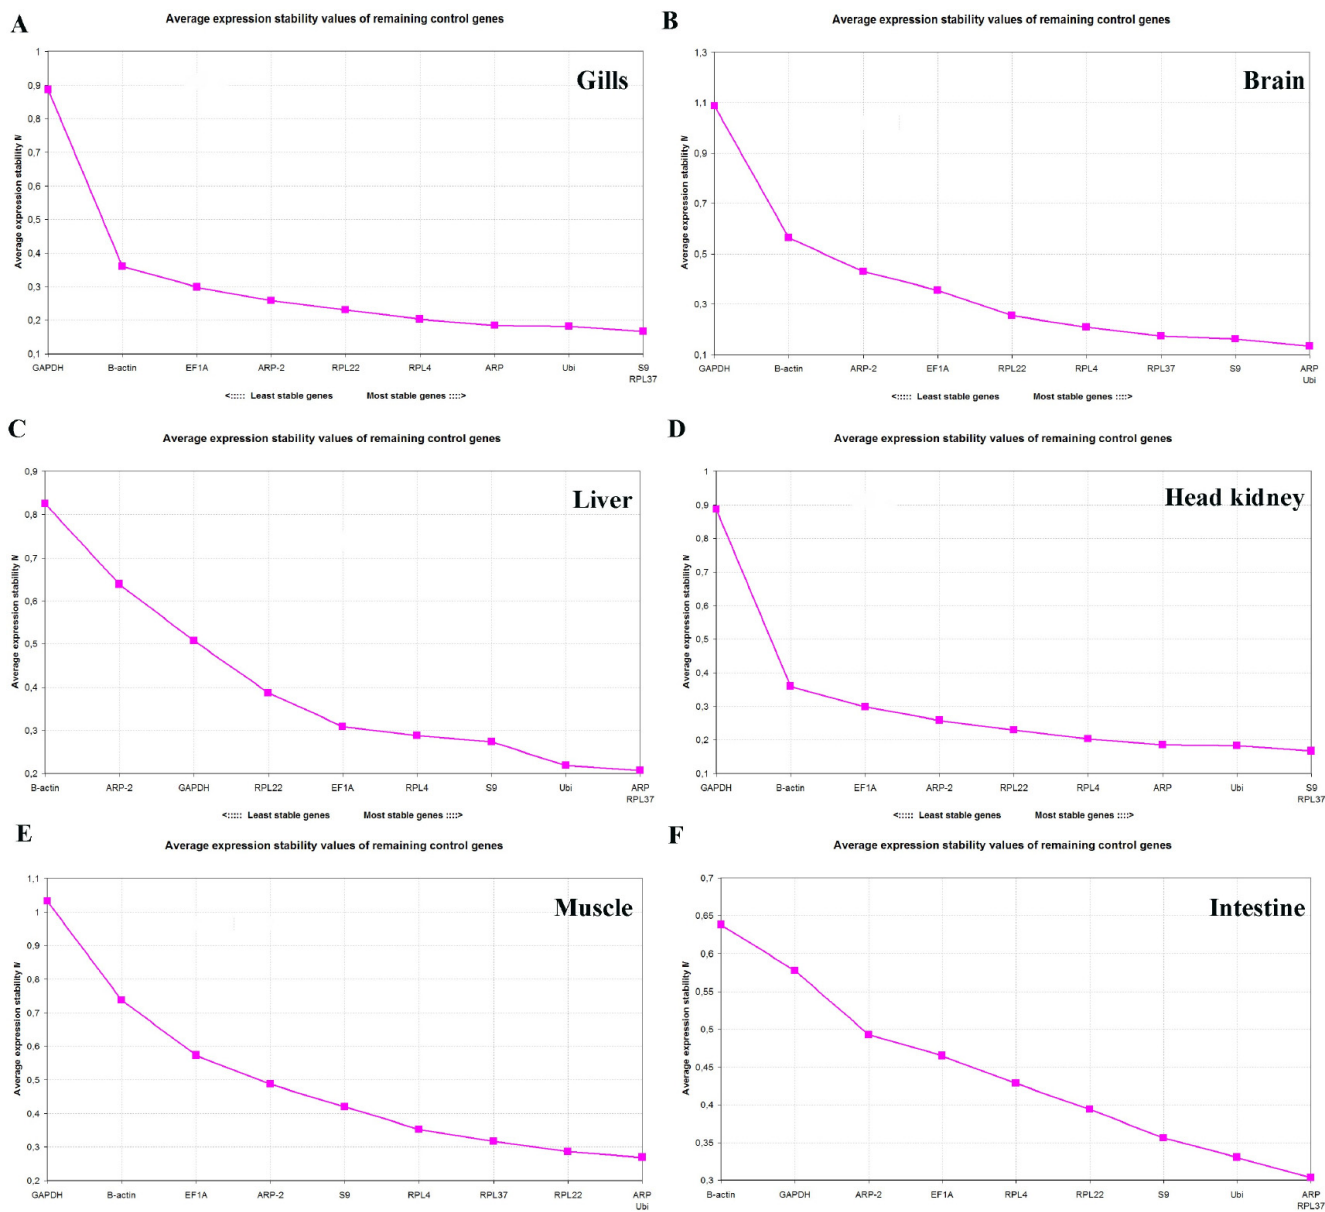 A
Average expression stability values of remaining control genes
Gills
Average expression stability M
1
0,9
0,8
0,7
0,6
0,5
0,4
0,3
0,2
0,1
GAPDH B-actin EF1A ARP-2 RPL22 RPL4 ARP Ubi S9
RPL37
<::::: Least stable genes Most stable genes ::::>
B
Average expression stability values of remaining control genes
Brain
Average expression stability M
1,3
1,1
0,9
0,7
0,5
0,3
0,1
GAPDH B-actin ARP-2 EF1A RPL22 RPL4 RPL37 S9 ARP
Ubi
<::::: Least stable genes Most stable genes ::::>
C
Average expression stability values of remaining control genes
Liver
Average expression stability M
0,9
0,8
0,7
0,6
0,5
0,4
0,3
0,2
B-actin ARP-2 GAPDH RPL22 EF1A RPL4 S9 Ubi ARP
RPL37
<::::: Least stable genes Most stable genes ::::>
D
Average expression stability values of remaining control genes
Head kidney
Average expression stability M
1
0,9
0,8
0,7
0,6
0,5
0,4
0,3
0,2
0,1
GAPDH B-actin EF1A ARP-2 RPL22 RPL4 ARP Ubi S9
RPL37
<::::: Least stable genes Most stable genes ::::>
E
Average expression stability values of remaining control genes
Muscle
Average expression stability M
1,1
1
0,9
0,8
0,7
0,6
0,5
0,4
0,3
0,2
GAPDH B-actin EF1A ARP-2 S9 RPL4 RPL37 RPL22 ARP
Ubi
F
Average expression stability values of remaining control genes
Intestine
Average expression stability M
0,7
0,65
0,6
0,55
0,5
0,45
0,4
0,35
0,3
B-actin GAPDH ARP-2 EF1A RPL4 RPL22 S9 Ubi ARP
RPL37